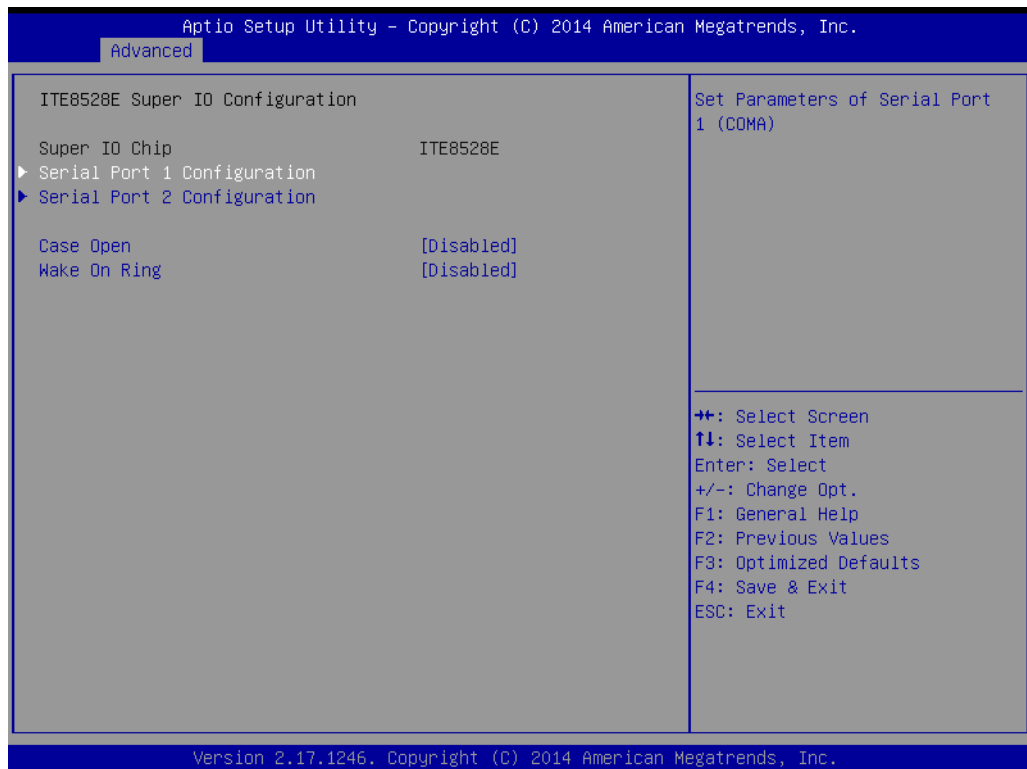 Aptio Setup Utility – Copyright (C) 2014 American Megatrends, Inc.
Advanced
ITE8528E Super IO Configuration
Super IO Chip ITE8528E
Serial Port 1 Configuration
Serial Port 2 Configuration
Case Open [Disabled]
Wake On Ring [Disabled]
Set Parameters of Serial Port
1 (COMA)
→←: Select Screen
↑↓: Select Item
Enter: Select
+/-: Change Opt.
F1: General Help
F2: Previous Values
F3: Optimized Defaults
F4: Save & Exit
ESC: Exit
Version 2.17.1246. Copyright (C) 2014 American Megatrends, Inc.